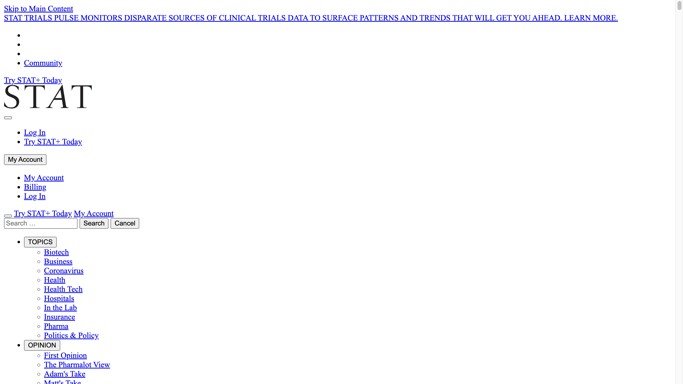 Skip to Main Content
STAT TRIALS PULSE MONITORS DISPARATE SOURCES OF CLINICAL TRIALS DATA TO SURFACE PATTERNS AND TRENDS THAT WILL GET YOU AHEAD. LEARN MORE.
Community
Try STAT+ Today
STAT
Log In
Try STAT+ Today
My Account
My Account
Billing
Log In
Try STAT+ Today My Account
Search … Search Cancel
TOPICS
Biotech
Business
Coronavirus
Health
Health Tech
Hospitals
In the Lab
Insurance
Pharma
Politics & Policy
OPINION
First Opinion
The Pharmalot View
Adam's Take
Matt's Take